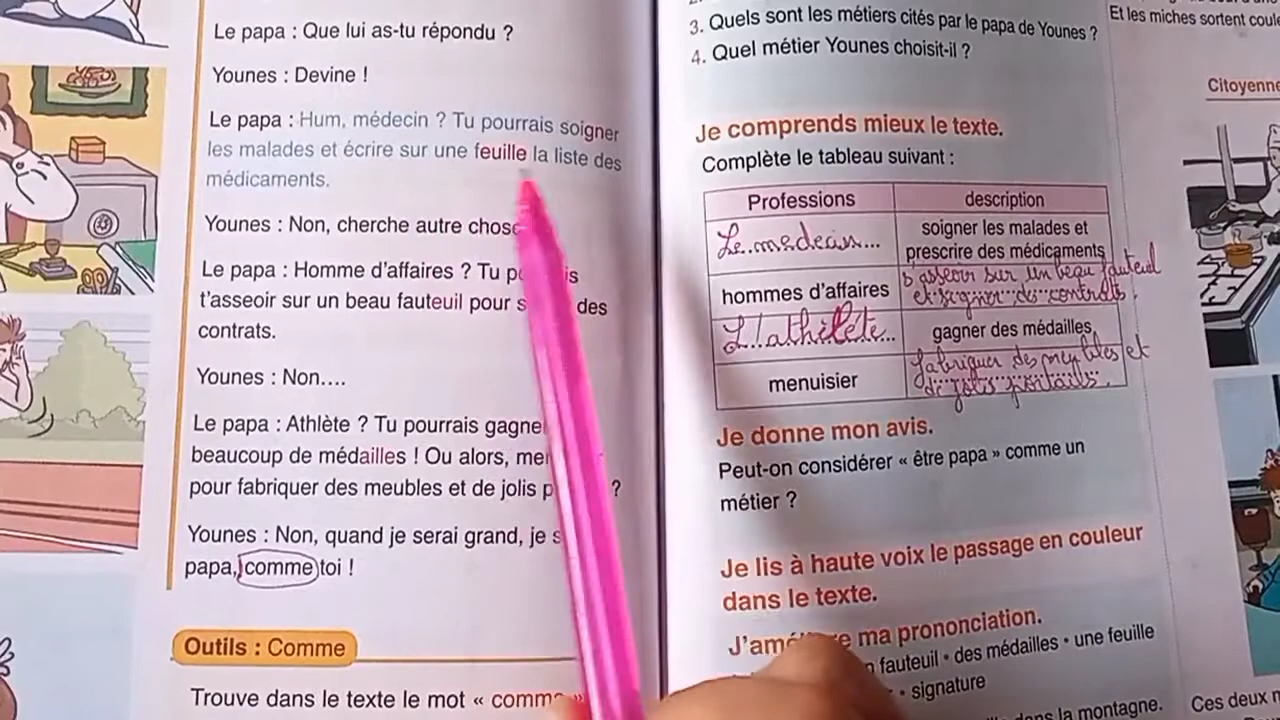 Le papa : Que lui as-tu répondu ?
Younes : Devine !
Le papa : Hum, médecin ? Tu pourrais soigner
les malades et écrire sur une feuille la liste des
médicaments.
Younes : Non, cherche autre chose
Le papa : Homme d'affaires ? Tu
t'asseoir sur un beau fauteuil pour des
contrats.
Younes : Non....
Le papa : Athlète ? Tu pourrais
beaucoup de médailles ! Ou alors,
pour fabriquer des meubles et de jolis ?
Younes : Non, quand je serai grand, je
papa, comme toi !
Outils : Comme
Trouve dans le texte le mot « comme »
3. Quels sont les métiers cités par le papa de Younes ?
4. Quel métier Younes choisit-il ?
Je comprends mieux le texte.
Complète le tableau suivant :
Professions description
Le medecin... soigner les malades et
prescrire des médicaments
hommes d'affaires s'asseoir sur un beau fauteuil
et signer des contrats.
L'athlète... gagner des médailles
menuisier fabriquer des meubles et
de jolis portails.
Je donne mon avis.
Peut-on considérer « être papa » comme un
métier ?
Je lis à haute voix le passage en couleur
dans le texte.
ma prononciation.
fauteuil • des médailles • une feuille
• signature
dans la montagne.
Et les miches sortent
Ces deux